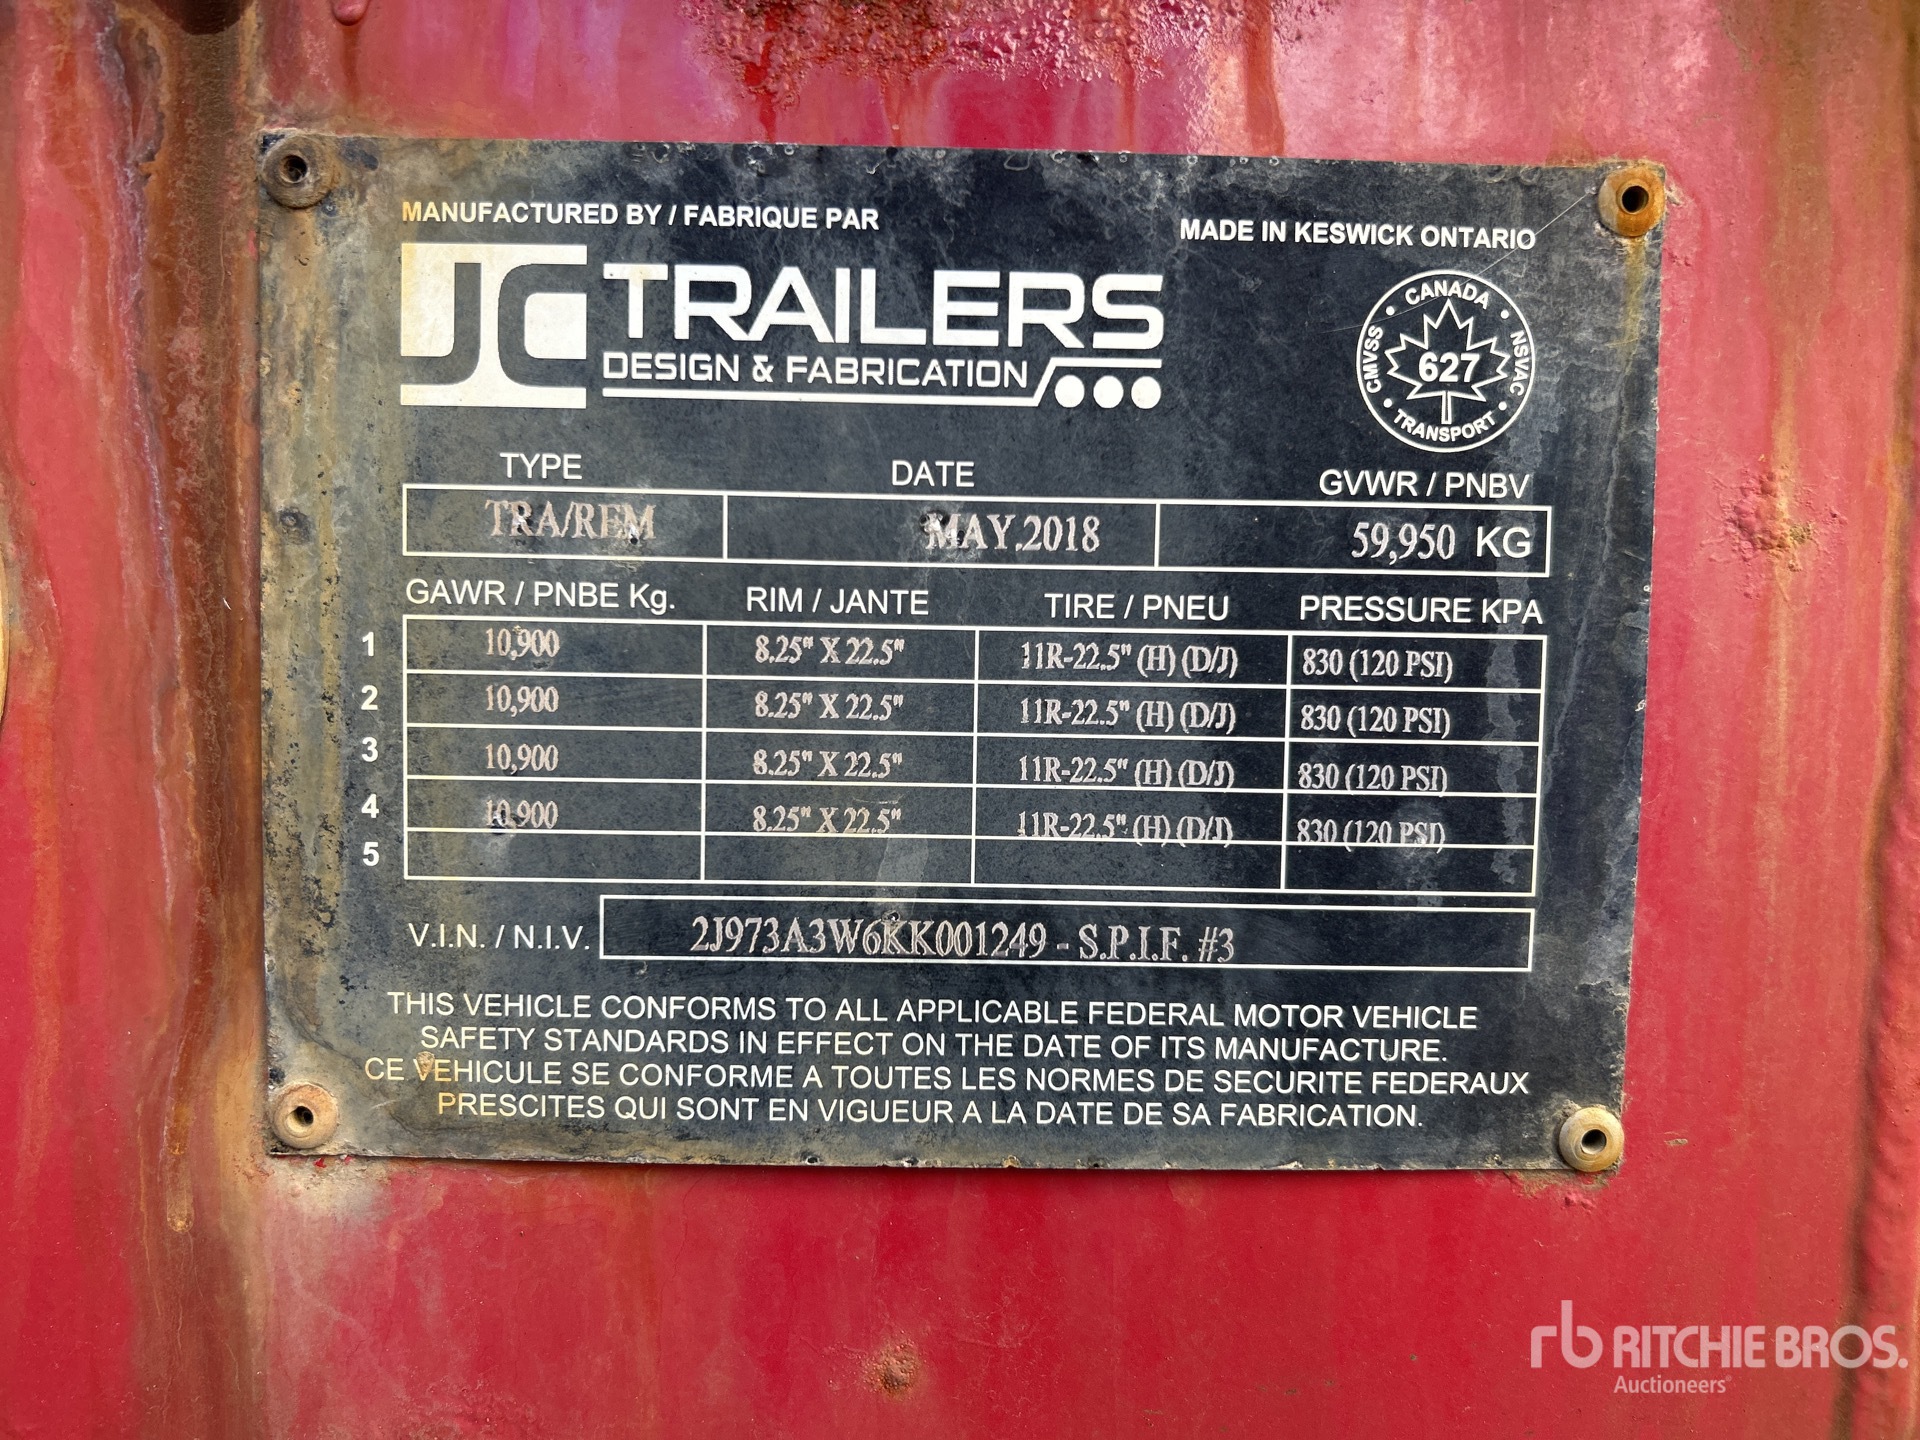 MANUFACTURED BY / FABRIQUE PAR
MADE IN KESWICK ONTARIO
JC TRAILERS
DESIGN & FABRICATION
CANADA
CMVSS 627 NSVAC
TRANSPORT
TYPE DATE GVWR / PNBV
TRA/REM MAY.2018 59,950 KG
GAWR / PNBE Kg. RIM / JANTE TIRE / PNEU PRESSURE KPA
1 10,900 8.25" X 22.5" 11R-22.5" (H) (D/J) 830 (120 PSI)
2 10,900 8.25" X 22.5" 11R-22.5" (H) (D/J) 830 (120 PSI)
3 10,900 8.25" X 22.5" 11R-22.5" (H) (D/J) 830 (120 PSI)
4 10,900 8.25" X 22.5" 11R-22.5" (H) (D/J) 830 (120 PSI)
5
V.I.N. / N.I.V. 2J973A3W6KK001249 - S.P.I.F. #3
THIS VEHICLE CONFORMS TO ALL APPLICABLE FEDERAL MOTOR VEHICLE
SAFETY STANDARDS IN EFFECT ON THE DATE OF ITS MANUFACTURE.
CE VEHICULE SE CONFORME A TOUTES LES NORMES DE SECURITE FEDERAUX
PRESCITES QUI SONT EN VIGUEUR A LA DATE DE SA FABRICATION.
rb RITCHIE BROS.
Auctioneers